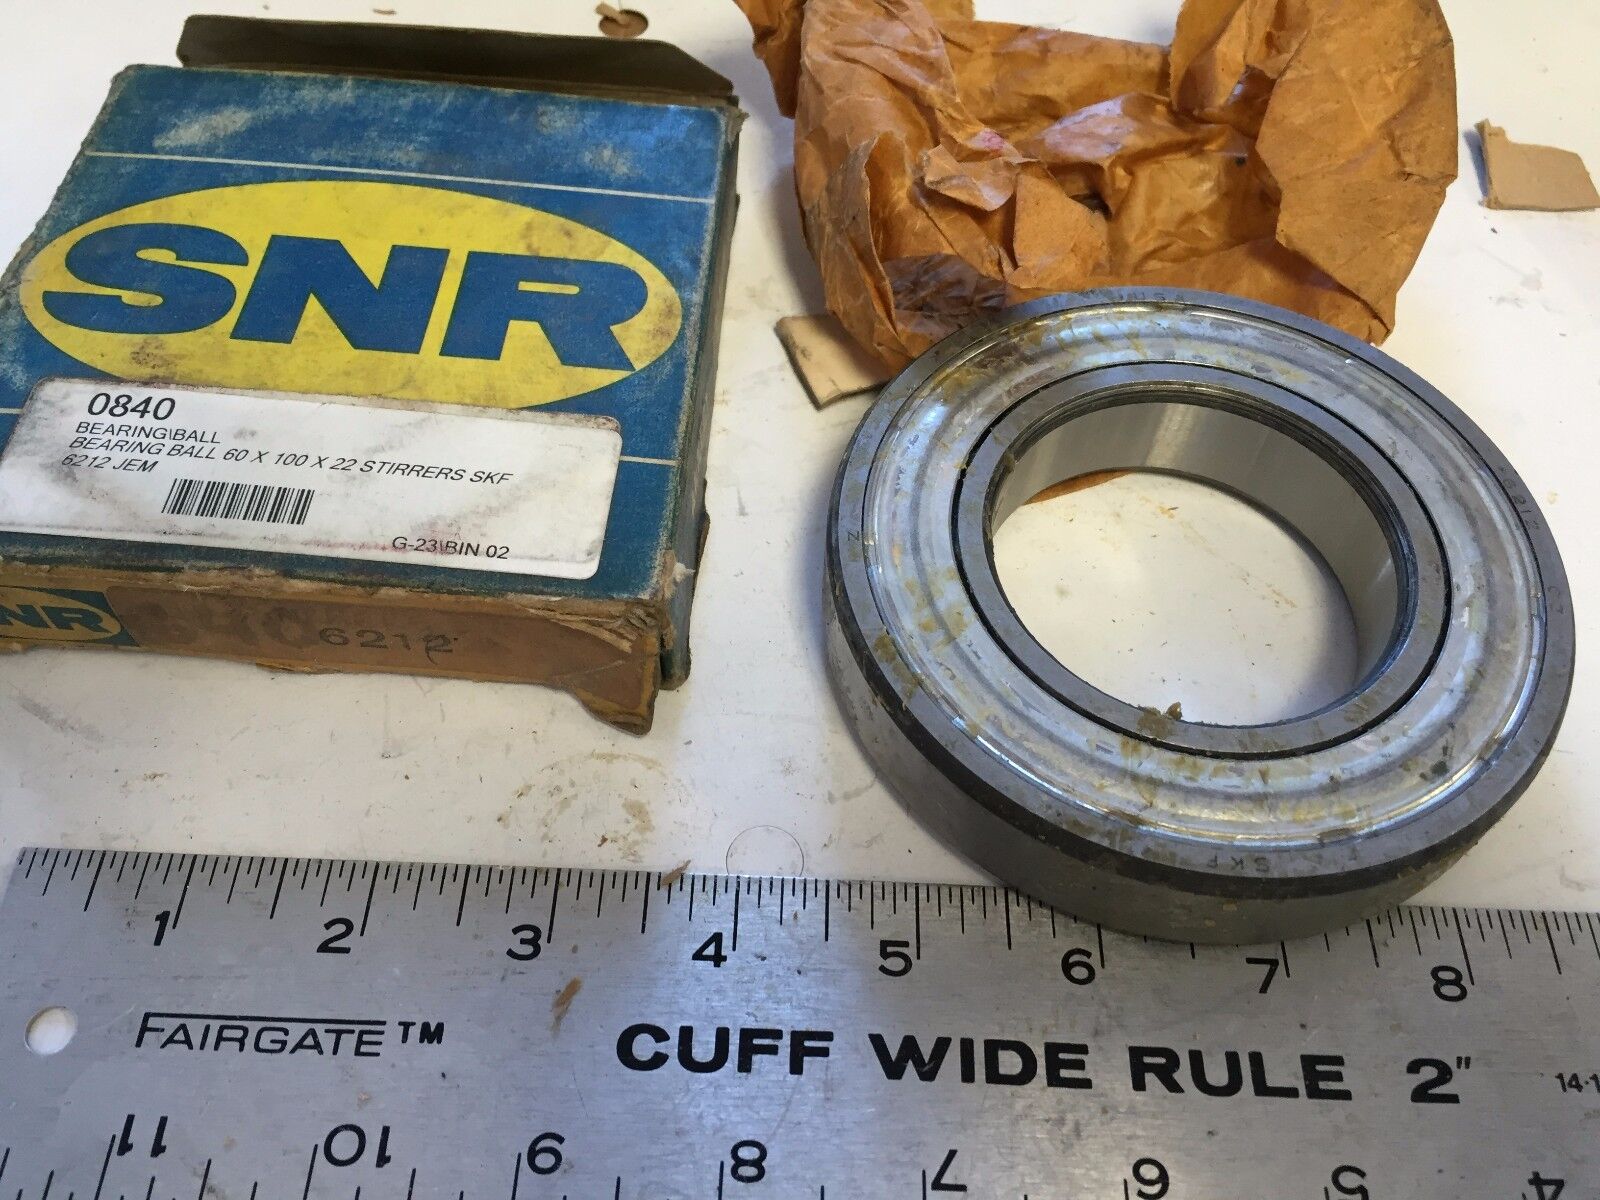 SNR
0840
BEARING\BALL
BEARING BALL 60 X 100 X 22 STIRRERS SKF
6212 JEM
G-23\BIN 02
SNR
6212
SKF
1 2 3 4 5 6 7 8
FAIRGATE™
CUFF WIDE RULE 2"
11 10 9 8 7 6 5 4